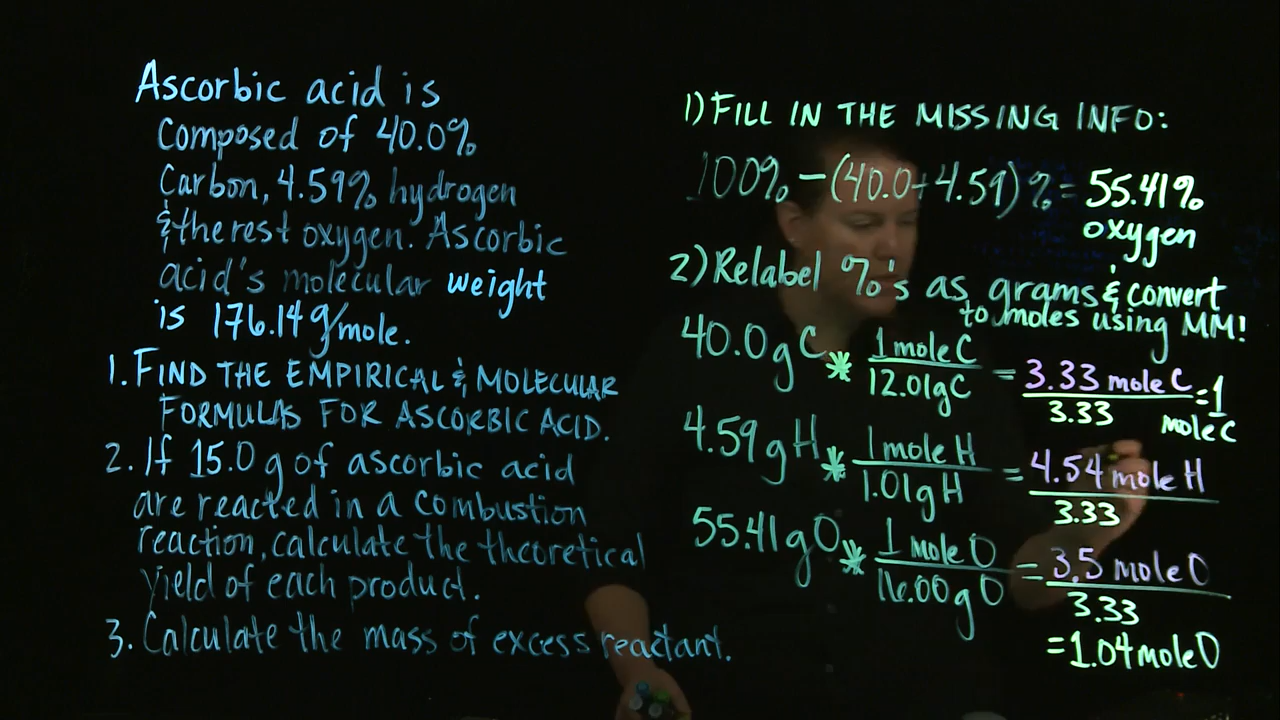 Ascorbic acid is
Composed of 40.0%
Carbon, 4.59% hydrogen
& the rest oxygen. Ascorbic
acid's molecular weight
is 176.14 g/mole.
1. FIND THE EMPIRICAL & MOLECULAR
FORMULAS FOR ASCORBIC ACID.
2. If 15.0 g of ascorbic acid
are reacted in a combustion
reaction, calculate the theoretical
yield of each product.
3. Calculate the mass of excess reactant.
1) FILL IN THE MISSING INFO:
100% - (40.0 + 4.59) % = 55.41%
oxygen
2) Relabel %'s as grams & convert
to moles using MM!
40.0 g C * 1 mole C / 12.01 g C = 3.33 mole C / 3.33 = 1 mole C
4.59 g H * 1 mole H / 1.01 g H = 4.54 mole H / 3.33
55.41 g O * 1 mole O / 16.00 g O = 3.5 mole O / 3.33
= 1.04 mole O